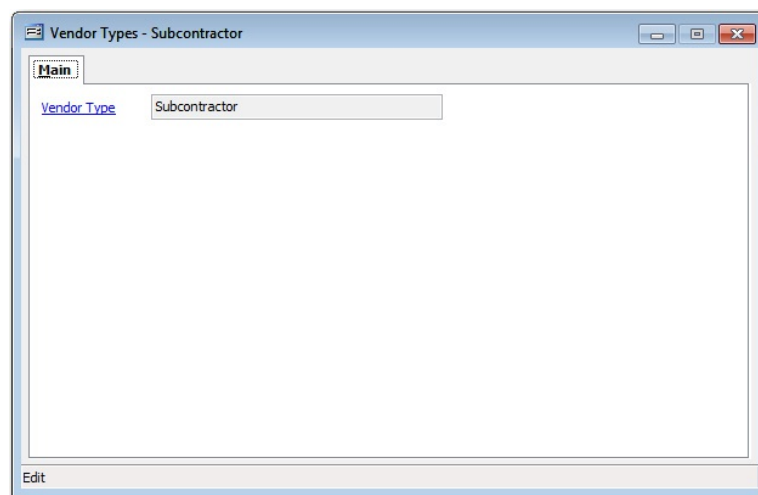 Vendor Types - Subcontractor
Main
Vendor Type Subcontractor
Edit